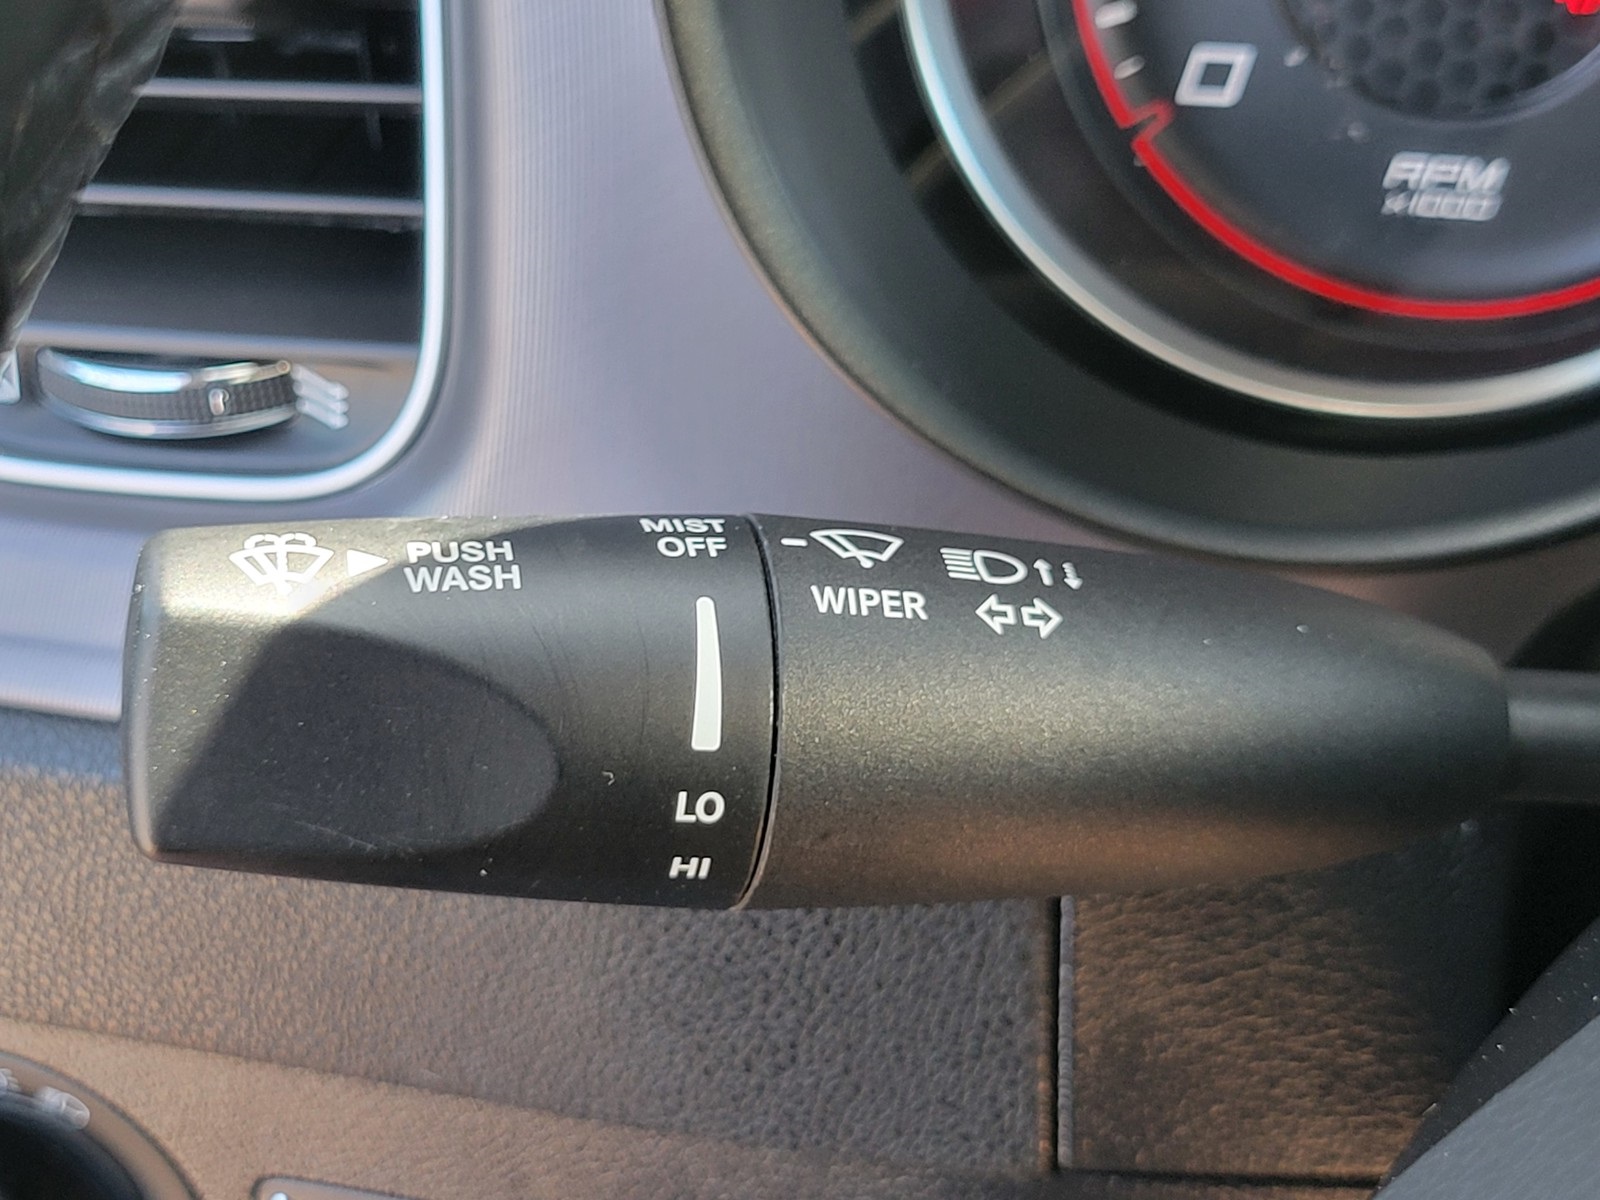 0
RPM
x1000
PUSH
WASH
MIST
OFF
LO
HI
WIPER